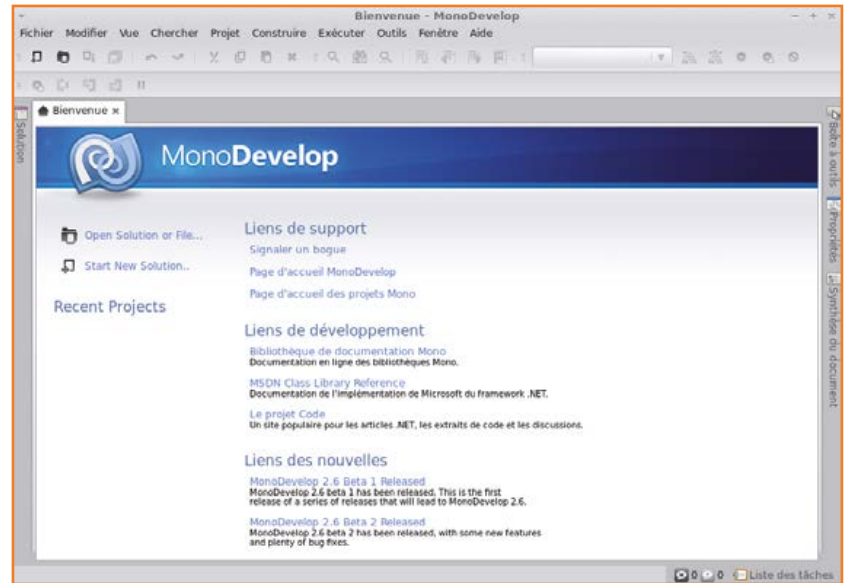 Bienvenue - MonoDevelop
Fichier Modifier Vue Chercher Projet Construire Exécuter Outils Fenêtre Aide
Bienvenue
Solution
MonoDevelop
Open Solution or File...
Start New Solution..
Recent Projects
Liens de support
Signaler un bogue
Page d'accueil MonoDevelop
Page d'accueil des projets Mono
Liens de développement
Bibliothèque de documentation Mono
Documentation en ligne des bibliothèques Mono.
MSDN Class Library Reference
Documentation de l'implémentation de Microsoft du framework .NET.
Le projet Code
Un site populaire pour les articles .NET, les extraits de code et les discussions.
Liens des nouvelles
MonoDevelop 2.6 Beta 1 Released
MonoDevelop 2.6 beta 1 has been released. This is the first
release of a series of releases that will lead to MonoDevelop 2.6.
MonoDevelop 2.6 Beta 2 Released
MonoDevelop 2.6 beta 2 has been released, with some new features
and plenty of bug fixes.
Boîte à outils
Propriétés
Synthèse du document
0 0 Liste des tâches